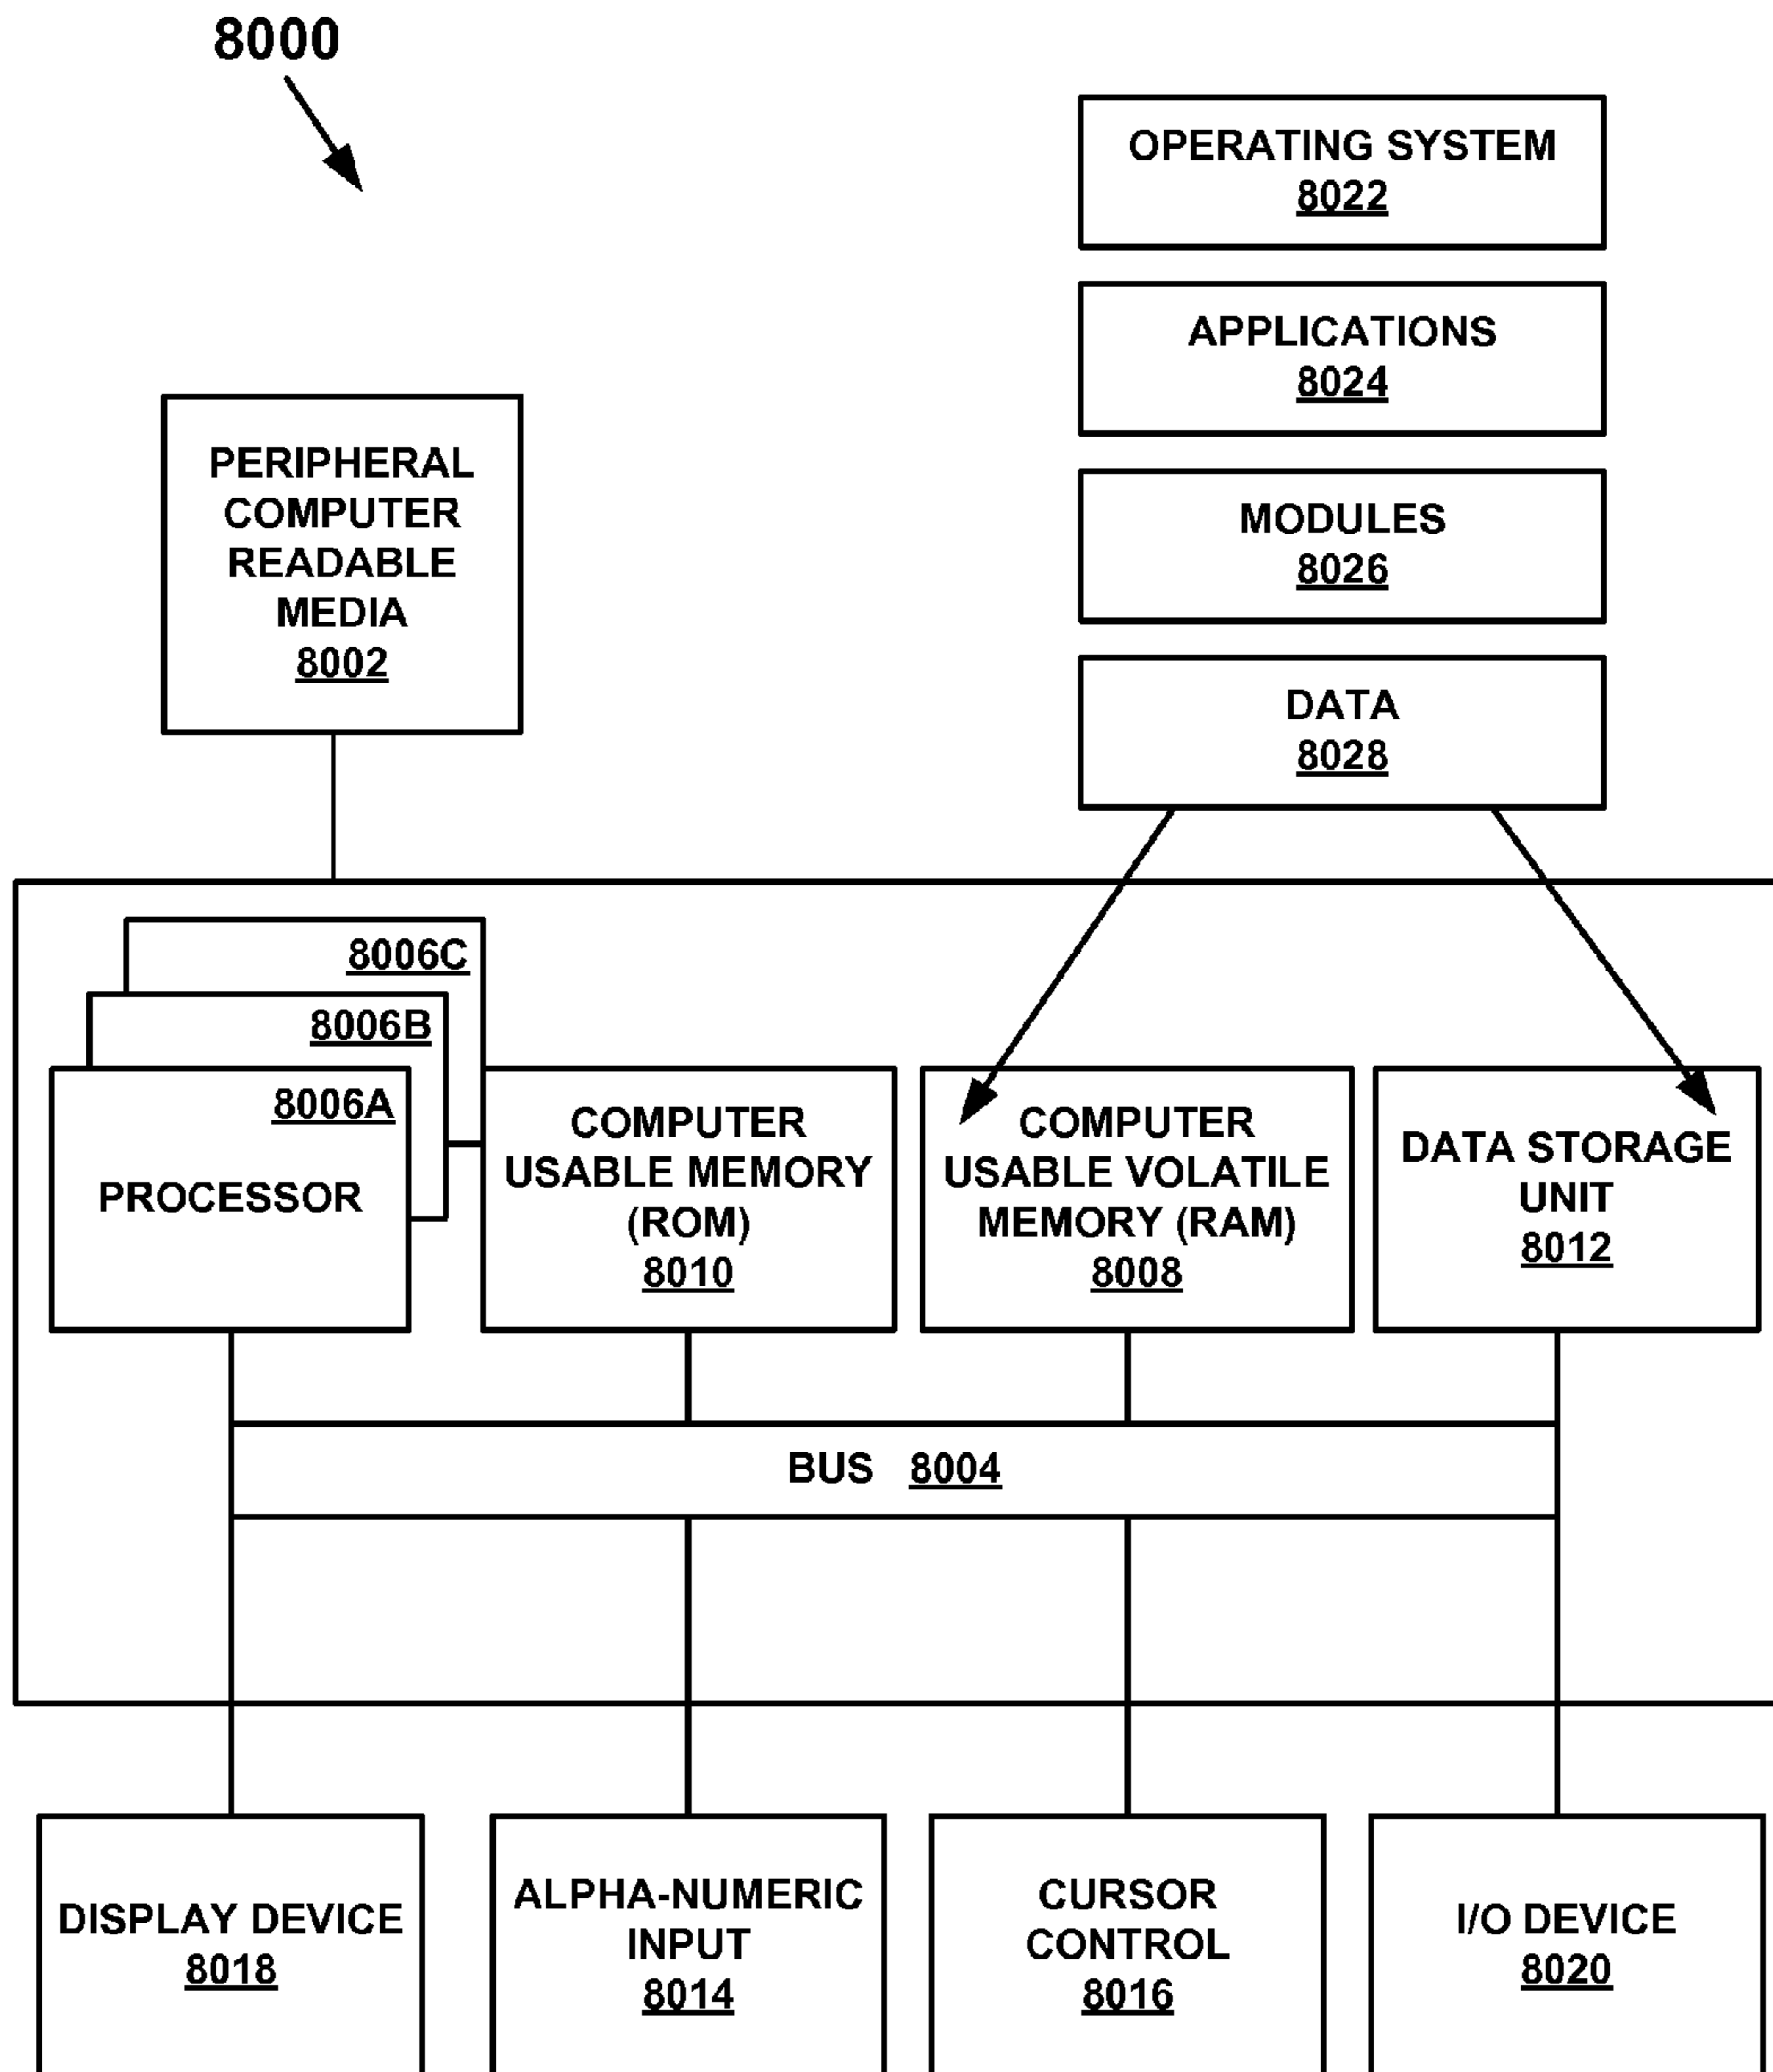 8000
OPERATING SYSTEM
8022
APPLICATIONS
8024
PERIPHERAL
COMPUTER
READABLE
MEDIA
8002
MODULES
8026
DATA
8028
8006C
8006B
8006A
PROCESSOR
COMPUTER
USABLE MEMORY
(ROM)
8010
COMPUTER
USABLE VOLATILE
MEMORY (RAM)
8008
DATA STORAGE
UNIT
8012
BUS 8004
DISPLAY DEVICE
8018
ALPHA-NUMERIC
INPUT
8014
CURSOR
CONTROL
8016
I/O DEVICE
8020